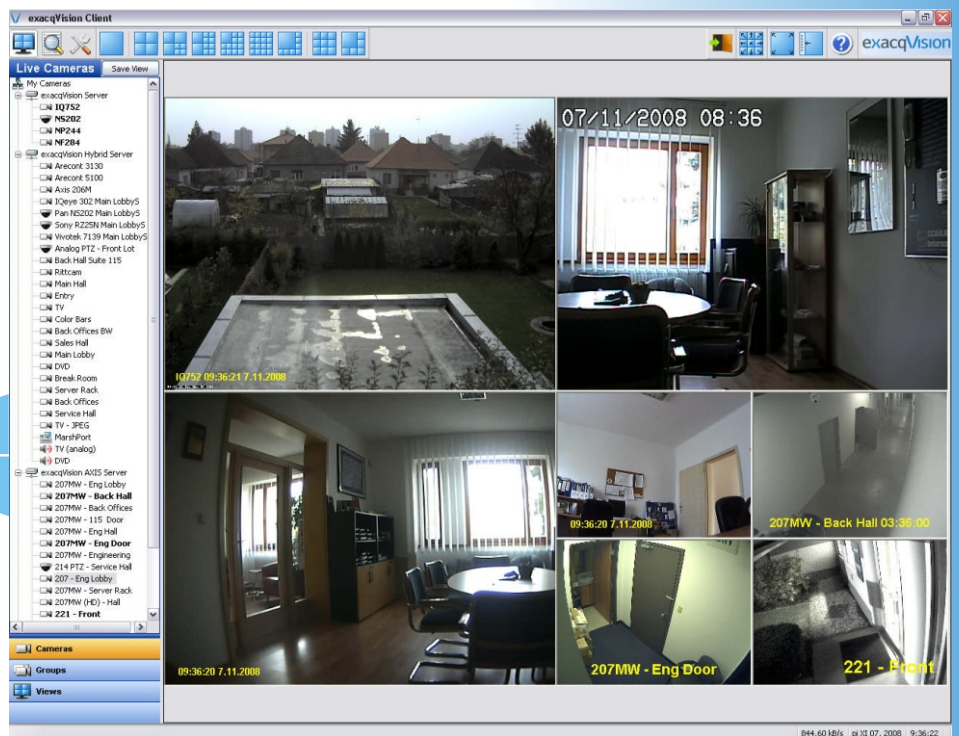 exacqVision Client
exacqVision
Live Cameras
Save View
My Cameras
exacqVision Server
IQ752
NS202
NP244
NF284
exacqVision Hybrid Server
Arecont 3130
Arecont 5100
Axis 206M
IQeye 302 Main LobbyS
Pan NS202 Main LobbyS
Sony RZ25N Main LobbyS
Vivotek 7139 Main LobbyS
Analog PTZ - Front Lot
Back Hall Suite 115
Rittcam
Main Hall
Entry
TV
Color Bars
Back Offices BW
Sales Hall
Main Lobby
DVD
Break Room
Server Rack
Back Offices
Service Hall
TV - JPEG
MarshPort
TV (analog)
DVD
exacqVision AXIS Server
207MW - Eng Lobby
207MW - Back Hall
207MW - Back Offices
207MW - 115 Door
207MW - Eng Hall
207MW - Eng Door
207MW - Engineering
214 PTZ - Service Hall
207 - Eng Lobby
207MW - Server Rack
207MW (HD) - Hall
221 - Front
Cameras
Groups
Views
IQ752 09:36:21 7.11.2008
07/11/2008 08:36
09:36:20 7.11.2008
09:36:20 7.11.2008
207MW - Back Hall 03:36:00
207MW - Eng Door
221 - Front
844.60 kB/s pi XI 07, 2008 9:36:22